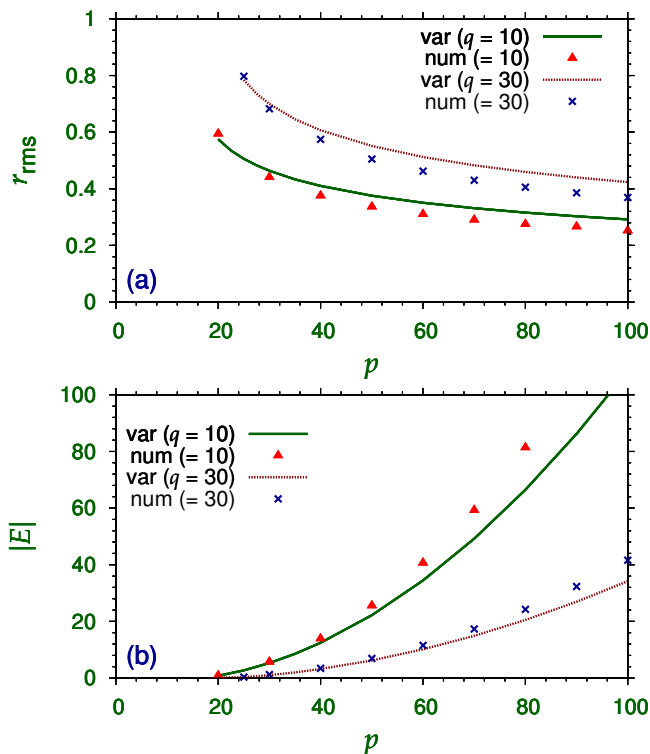 1
var (q = 10)
num (= 10)
0.8
var (q = 30)
num (= 30)
0.6
r_rms
0.4
0.2
(a)
0
0 20 40 60 80 100
p
100
var (q = 10)
80
num (= 10)
var (q = 30)
num (= 30)
60
|E|
40
20
(b)
0
0 20 40 60 80 100
p